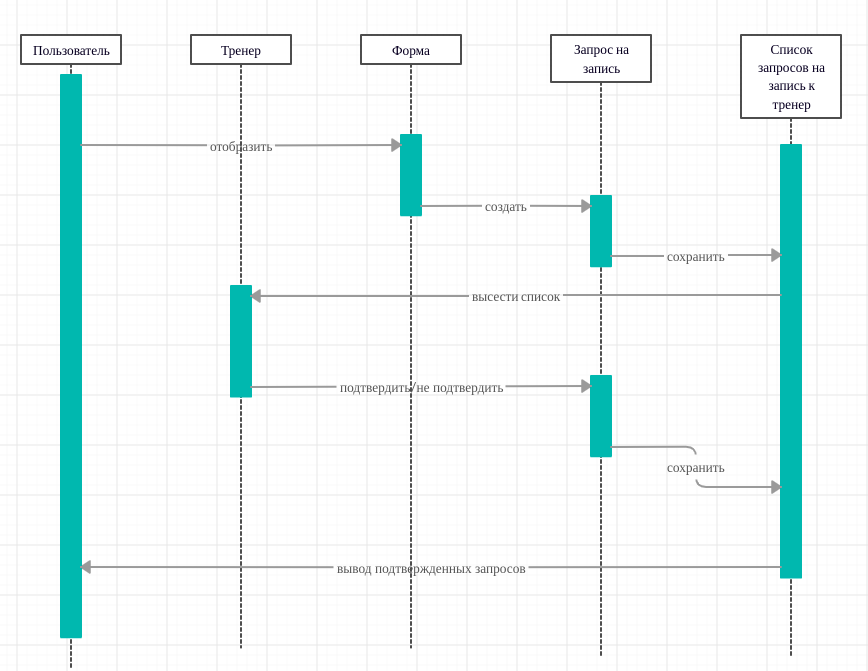 Пользователь
Тренер
Форма
Запрос на
запись
Список
запросов на
запись к
тренер
отобразить
создать
сохранить
высести список
подтвердить/не подтвердить
сохранить
вывод подтвержденных запросов